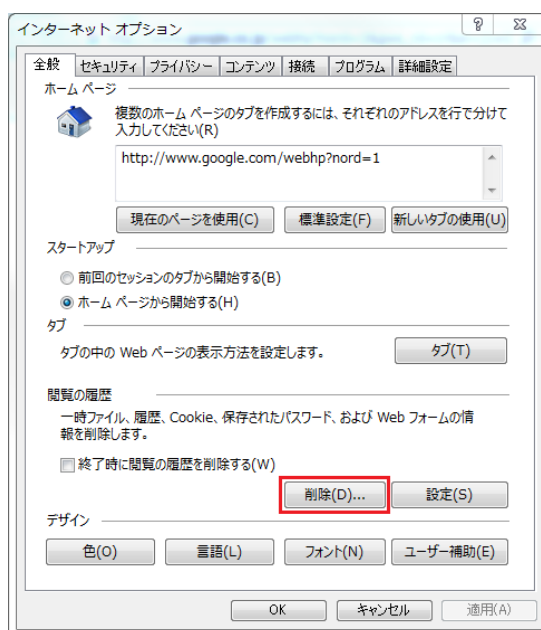 インターネット オプション
全般 セキュリティ プライバシー コンテンツ 接続 プログラム 詳細設定
ホーム ページ
複数のホーム ページのタブを作成するには、それぞれのアドレスを行で分けて
入力してください(R)
http://www.google.com/webhp?nord=1
現在のページを使用(C) 標準設定(F) 新しいタブの使用(U)
スタートアップ
前回のセッションのタブから開始する(B)
ホーム ページから開始する(H)
タブ
タブの中の Web ページの表示方法を設定します。 タブ(T)
閲覧の履歴
一時ファイル、履歴、Cookie、保存されたパスワード、および Web フォームの情
報を削除します。
終了時に閲覧の履歴を削除する(W)
削除(D)... 設定(S)
デザイン
色(O) 言語(L) フォント(N) ユーザー補助(E)
OK キャンセル 適用(A)